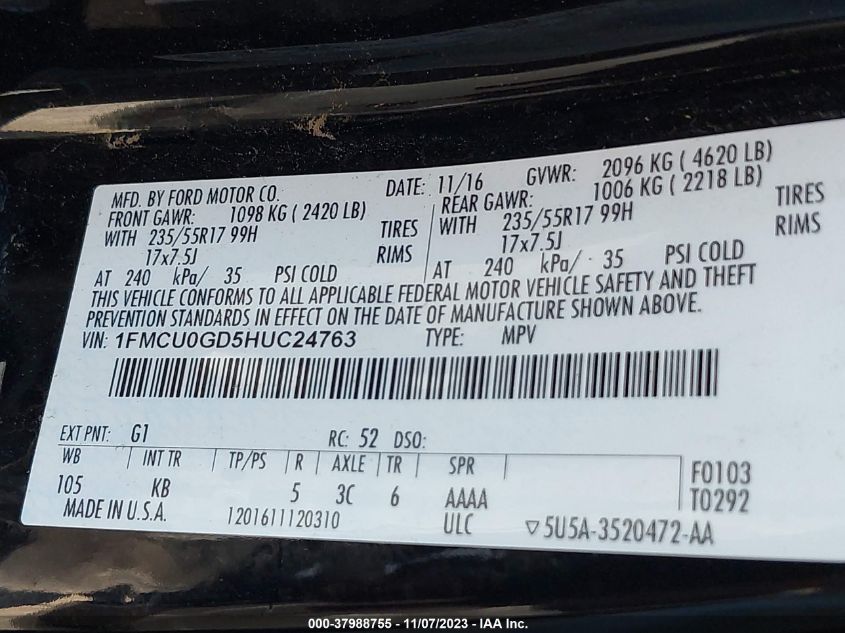 MFD. BY FORD MOTOR CO. DATE: 11/16 GVWR: 2096 KG ( 4620 LB)
FRONT GAWR: 1098 KG ( 2420 LB) REAR GAWR: 1006 KG ( 2218 LB)
WITH 235/55R17 99H TIRES WITH 235/55R17 99H TIRES
17x7.5J RIMS 17x7.5J RIMS
AT 240 kPa/ 35 PSI COLD AT 240 kPa/ 35 PSI COLD
THIS VEHICLE CONFORMS TO ALL APPLICABLE FEDERAL MOTOR VEHICLE SAFETY AND THEFT
PREVENTION STANDARDS IN EFFECT ON THE DATE OF MANUFACTURE SHOWN ABOVE.
VIN: 1FMCU0GD5HUC24763 TYPE: MPV
EXT PNT: G1 RC: 52 DSO:
WB INT TR TP/PS R AXLE TR SPR F0103
105 KB 5 3C 6 AAAA T0292
MADE IN U.S.A. 1201611120310 ULC ▽5U5A-3520472-AA
000-37988755 - 11/07/2023 - IAA Inc.